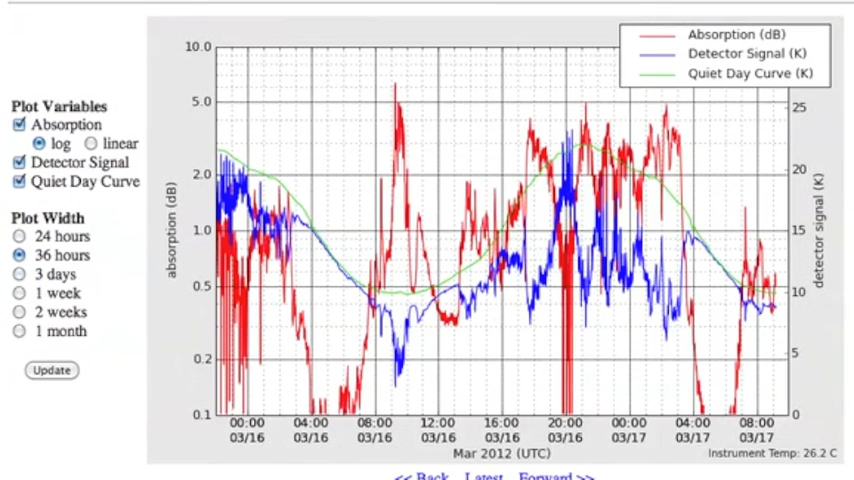 Absorption (dB)
Detector Signal (K)
Quiet Day Curve (K)
Plot Variables
Absorption
log linear
Detector Signal
Quiet Day Curve
Plot Width
24 hours
36 hours
3 days
1 week
2 weeks
1 month
Update
absorption (dB)
10.0
5.0
2.0
1.0
0.5
0.2
0.1
25
20
15
10
5
0
detector signal (K)
00:00 04:00 08:00 12:00 16:00 20:00 00:00 04:00 08:00
03/16 03/16 03/16 03/16 03/16 03/16 03/17 03/17 03/17
Mar 2012 (UTC)
Instrument Temp: 26.2 C
<< Back Latest Forward >>